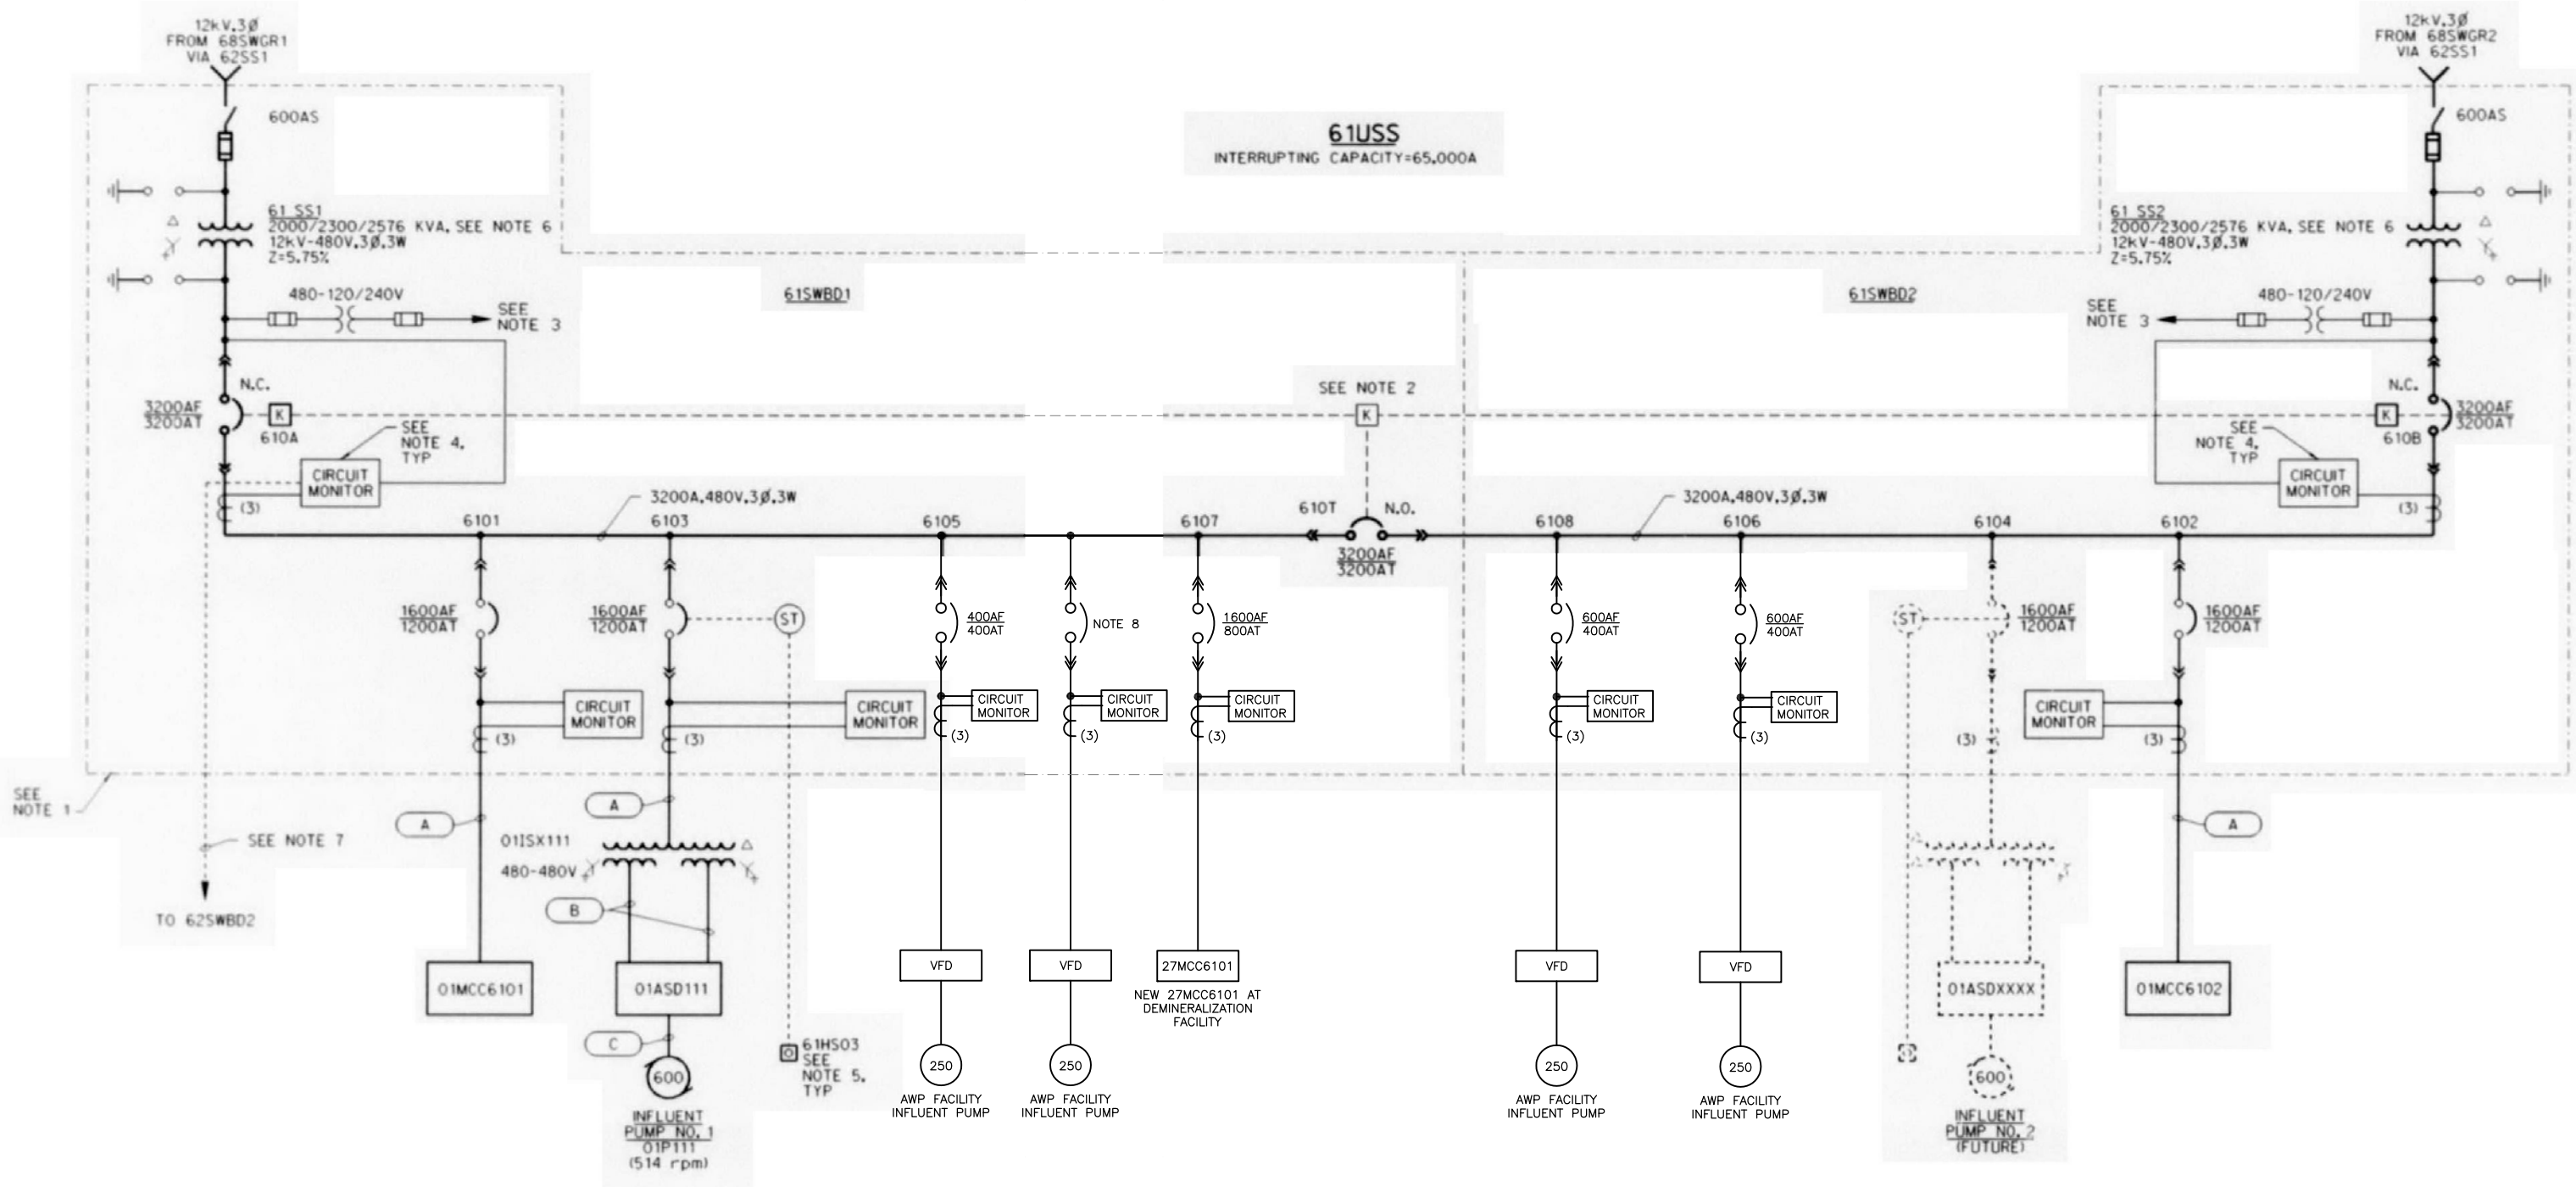 12kV,3Ø
FROM 68SWGR1
VIA 62SS1
12kV,3Ø
FROM 68SWGR2
VIA 62SS1
600AS
600AS
61USS
INTERRUPTING CAPACITY=65,000A
61 SS1
2000/2300/2576 KVA, SEE NOTE 6
12kV-480V,3Ø,3W
Z=5.75%
61 SS2
2000/2300/2576 KVA, SEE NOTE 6
12kV-480V,3Ø,3W
Z=5.75%
480-120/240V
SEE
NOTE 3
61SWBD1
61SWBD2
480-120/240V
SEE
NOTE 3
N.C.
3200AF
3200AT
K
610A
SEE
NOTE 4,
TYP
CIRCUIT
MONITOR
(3)
SEE NOTE 2
K
N.C.
K
3200AF
3200AT
610B
SEE
NOTE 4,
TYP
CIRCUIT
MONITOR
(3)
3200A,480V,3Ø,3W
3200A,480V,3Ø,3W
6101
6103
6105
6107
610T
N.O.
3200AF
3200AT
6108
6106
6104
6102
1600AF
1200AT
1600AF
1200AT
ST
400AF
400AT
NOTE 8
1600AF
800AT
600AF
400AT
600AF
400AT
ST
1600AF
1200AT
1600AF
1200AT
CIRCUIT
MONITOR
(3)
CIRCUIT
MONITOR
(3)
CIRCUIT
MONITOR
(3)
CIRCUIT
MONITOR
(3)
CIRCUIT
MONITOR
(3)
CIRCUIT
MONITOR
(3)
CIRCUIT
MONITOR
(3)
(3)
CIRCUIT
MONITOR
(3)
SEE
NOTE 1
SEE NOTE 7
TO 62SWBD2
A
A
A
01ISX111
480-480V
B
01MCC6101
01ASD111
VFD
VFD
27MCC6101
NEW 27MCC6101 AT
DEMINERALIZATION
FACILITY
VFD
VFD
01ASDXXXX
01MCC6102
C
600
INFLUENT
PUMP NO. 1
01P111
(514 rpm)
61HS03
SEE
NOTE 5,
TYP
250
AWP FACILITY
INFLUENT PUMP
250
AWP FACILITY
INFLUENT PUMP
250
AWP FACILITY
INFLUENT PUMP
250
AWP FACILITY
INFLUENT PUMP
600
INFLUENT
PUMP NO. 2
(FUTURE)